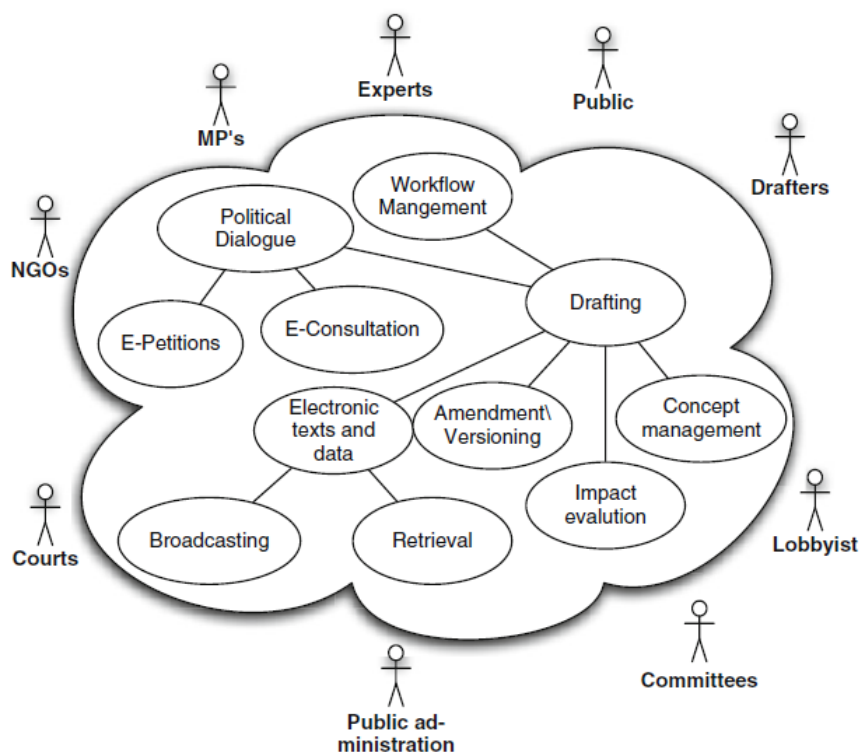 Experts
Public
MP's
Drafters
Workflow
Mangement
Political
Dialogue
NGOs
Drafting
E-Petitions
E-Consultation
Electronic
texts and
data
Amendment\
Versioning
Concept
management
Impact
evalution
Broadcasting
Retrieval
Courts
Lobbyist
Committees
Public ad-
ministration